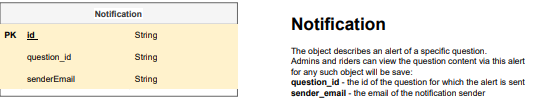 Notification
PK id String
question_id String
senderEmail String
Notification
The object describes an alert of a specific question.
Admins and riders can view the question content via this alert
for any such object will be save:
question_id - the id of the question for which the alert is sent
sender_email - the email of the notification sender